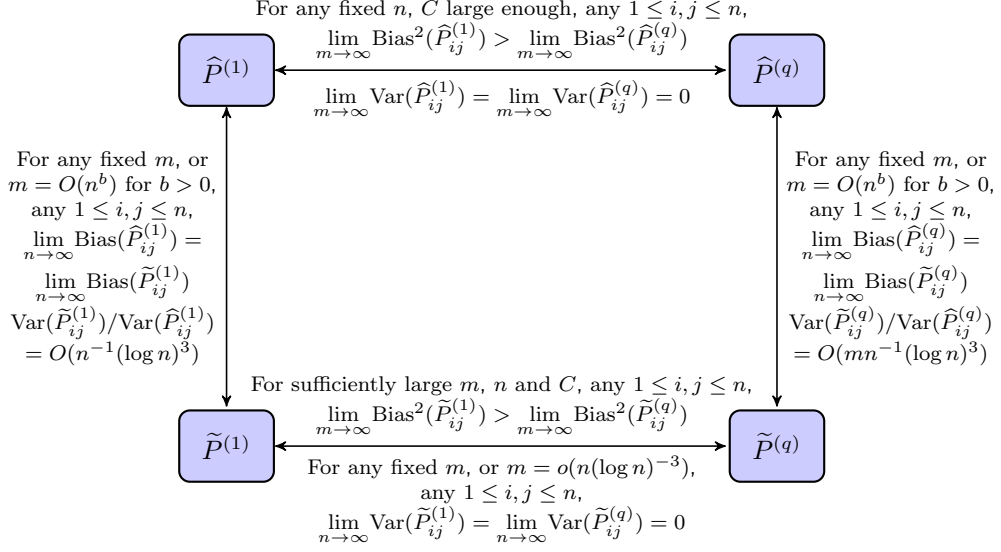 For any fixed n, C large enough, any 1 ≤ i, j ≤ n,
lim_{m→∞} Bias²(P̂_{ij}^{(1)}) > lim_{m→∞} Bias²(P̂_{ij}^{(q)})
P̂^{(1)}
P̂^{(q)}
lim_{m→∞} Var(P̂_{ij}^{(1)}) = lim_{m→∞} Var(P̂_{ij}^{(q)}) = 0
For any fixed m, or
m = O(n^b) for b > 0,
any 1 ≤ i, j ≤ n,
lim_{n→∞} Bias(P̂_{ij}^{(1)}) =
lim_{n→∞} Bias(P̃_{ij}^{(1)})
Var(P̃_{ij}^{(1)})/Var(P̂_{ij}^{(1)})
= O(n^{−1}(log n)^3)
For any fixed m, or
m = O(n^b) for b > 0,
any 1 ≤ i, j ≤ n,
lim_{n→∞} Bias(P̂_{ij}^{(q)}) =
lim_{n→∞} Bias(P̃_{ij}^{(q)})
Var(P̃_{ij}^{(q)})/Var(P̂_{ij}^{(q)})
= O(mn^{−1}(log n)^3)
For sufficiently large m, n and C, any 1 ≤ i, j ≤ n,
lim_{m→∞} Bias²(P̃_{ij}^{(1)}) > lim_{m→∞} Bias²(P̃_{ij}^{(q)})
P̃^{(1)}
P̃^{(q)}
For any fixed m, or m = o(n(log n)^{−3}),
any 1 ≤ i, j ≤ n,
lim_{n→∞} Var(P̃_{ij}^{(1)}) = lim_{n→∞} Var(P̃_{ij}^{(q)}) = 0